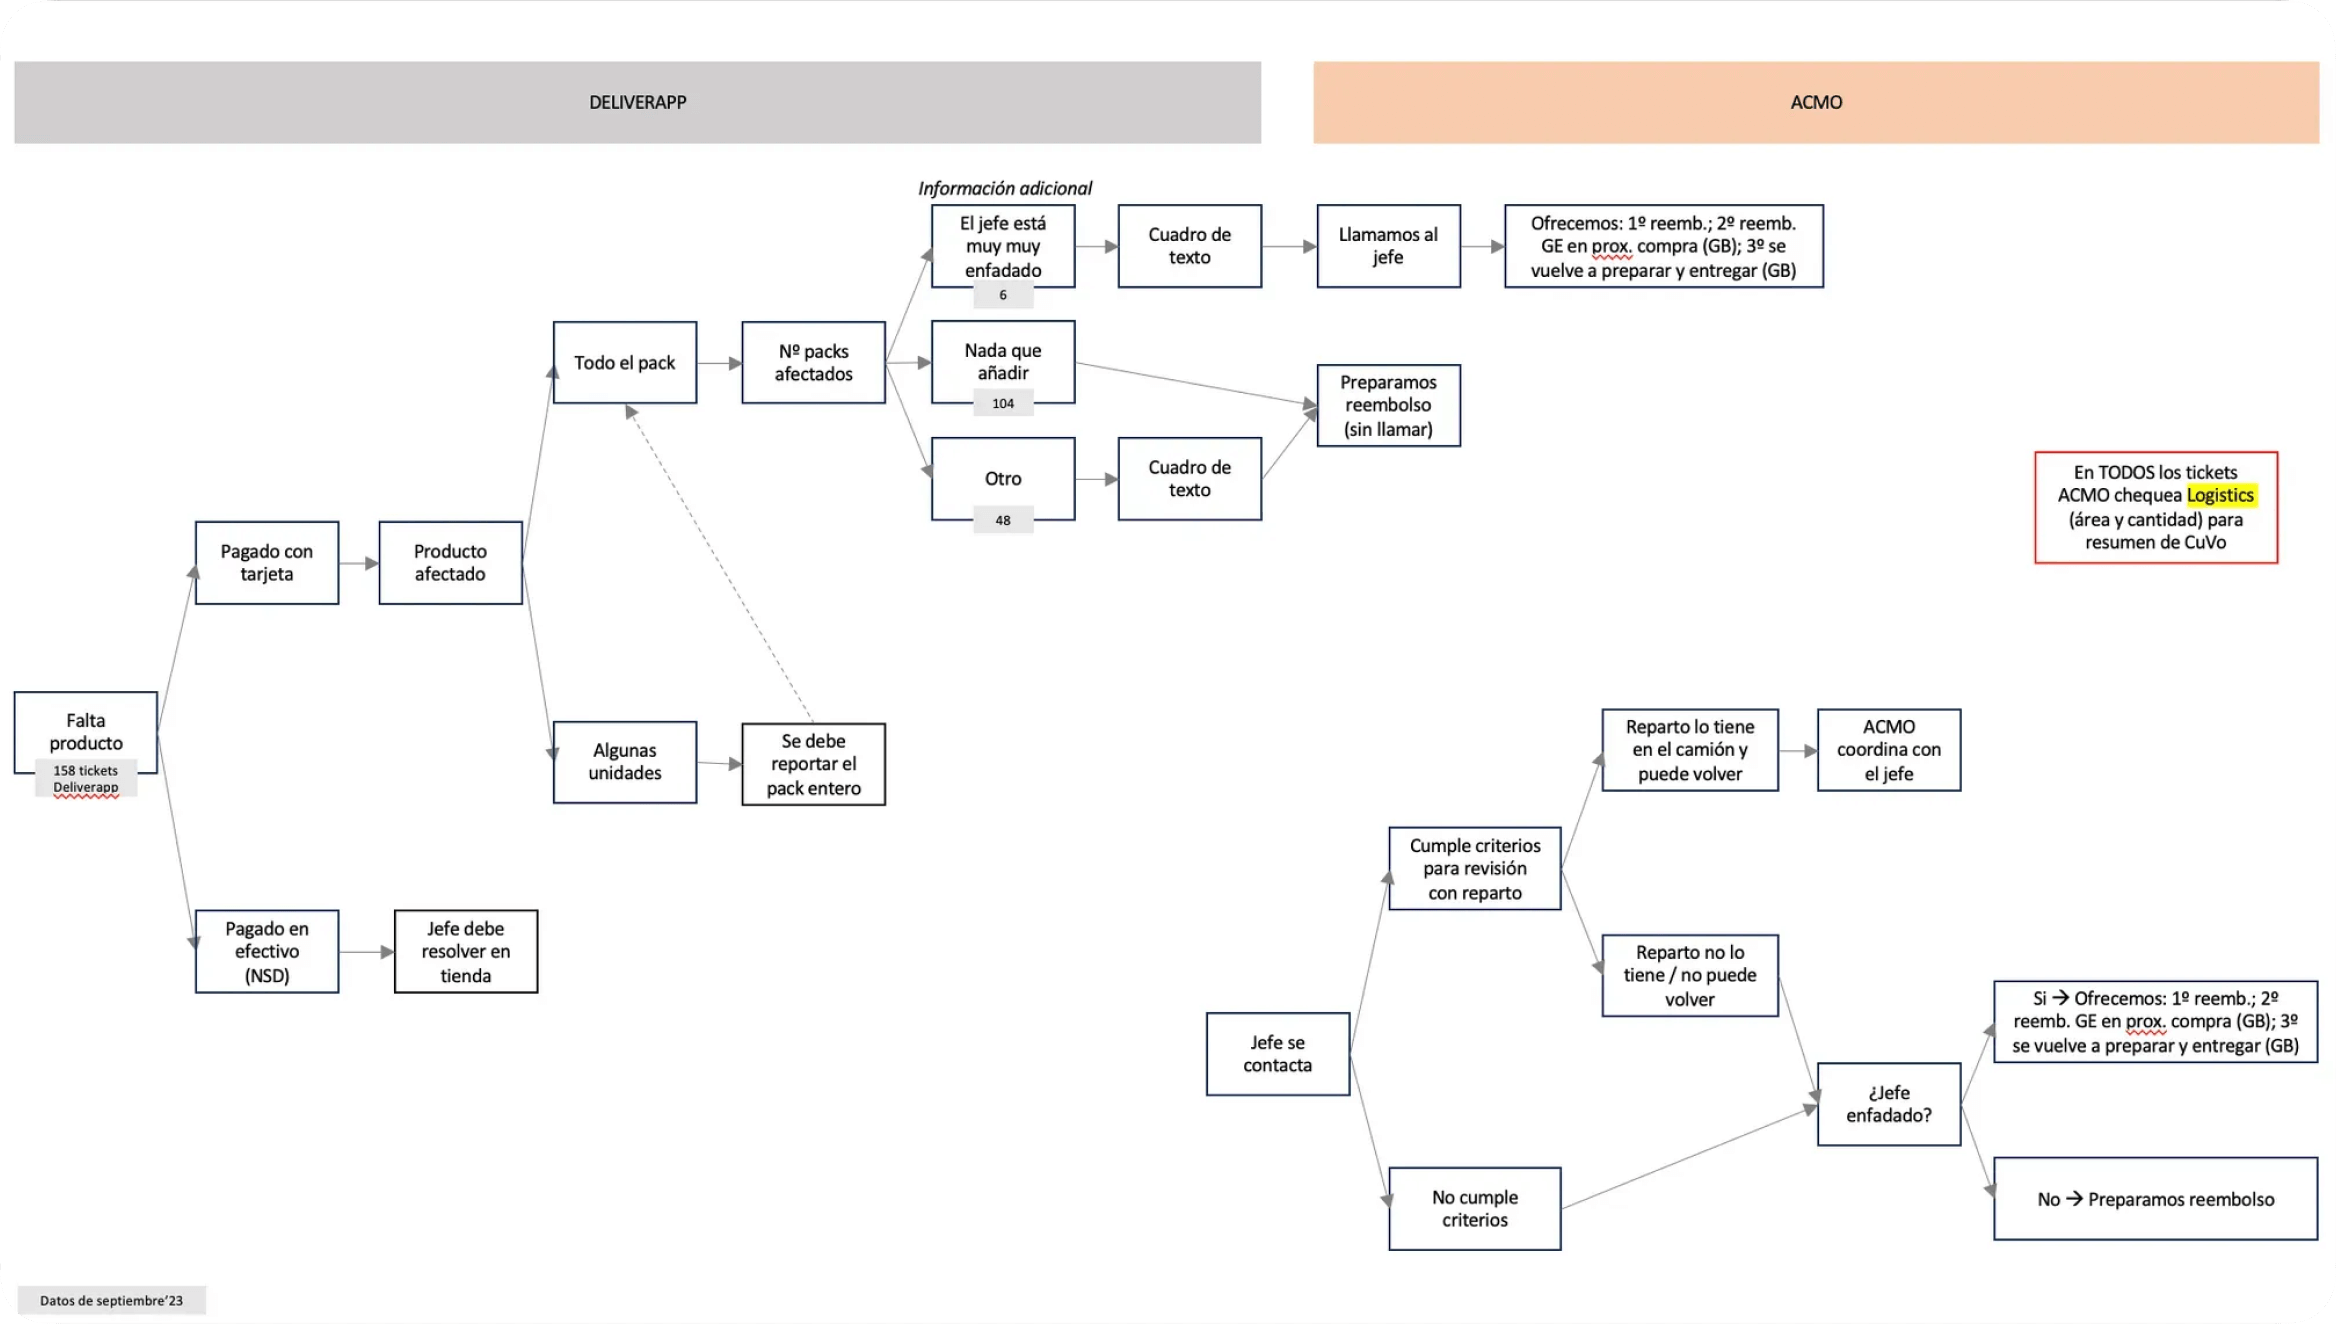 DELIVERAPP
ACMO
Información adicional
El jefe está
muy muy
enfadado
6
Cuadro de
texto
Llamamos al
jefe
Ofrecemos: 1º reemb.; 2º reemb.
GE en prox. compra (GB); 3º se
vuelve a preparar y entregar (GB)
Todo el pack
Nº packs
afectados
Nada que
añadir
104
Preparamos
reembolso
(sin llamar)
Otro
48
Cuadro de
texto
En TODOS los tickets
ACMO chequea Logistics
(área y cantidad) para
resumen de CuVo
Pagado con
tarjeta
Producto
afectado
Falta
producto
158 tickets
Deliverapp
Algunas
unidades
Se debe
reportar el
pack entero
Pagado en
efectivo
(NSD)
Jefe debe
resolver en
tienda
Reparto lo tiene
en el camión y
puede volver
ACMO
coordina con
el jefe
Cumple criterios
para revisión
con reparto
Reparto no lo
tiene / no puede
volver
Jefe se
contacta
Si → Ofrecemos: 1º reemb.; 2º
reemb. GE en prox. compra (GB); 3º
se vuelve a preparar y entregar (GB)
¿Jefe
enfadado?
No cumple
criterios
No → Preparamos reembolso
Datos de septiembre'23